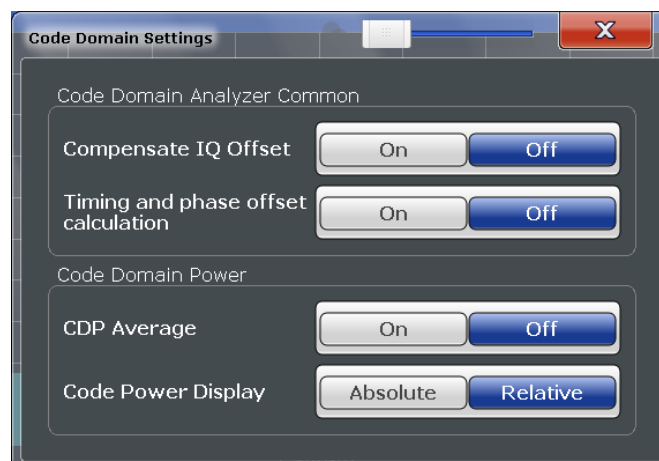 Code Domain Settings
X
Code Domain Analyzer Common
Compensate IQ Offset On Off
Timing and phase offset
calculation On Off
Code Domain Power
CDP Average On Off
Code Power Display Absolute Relative